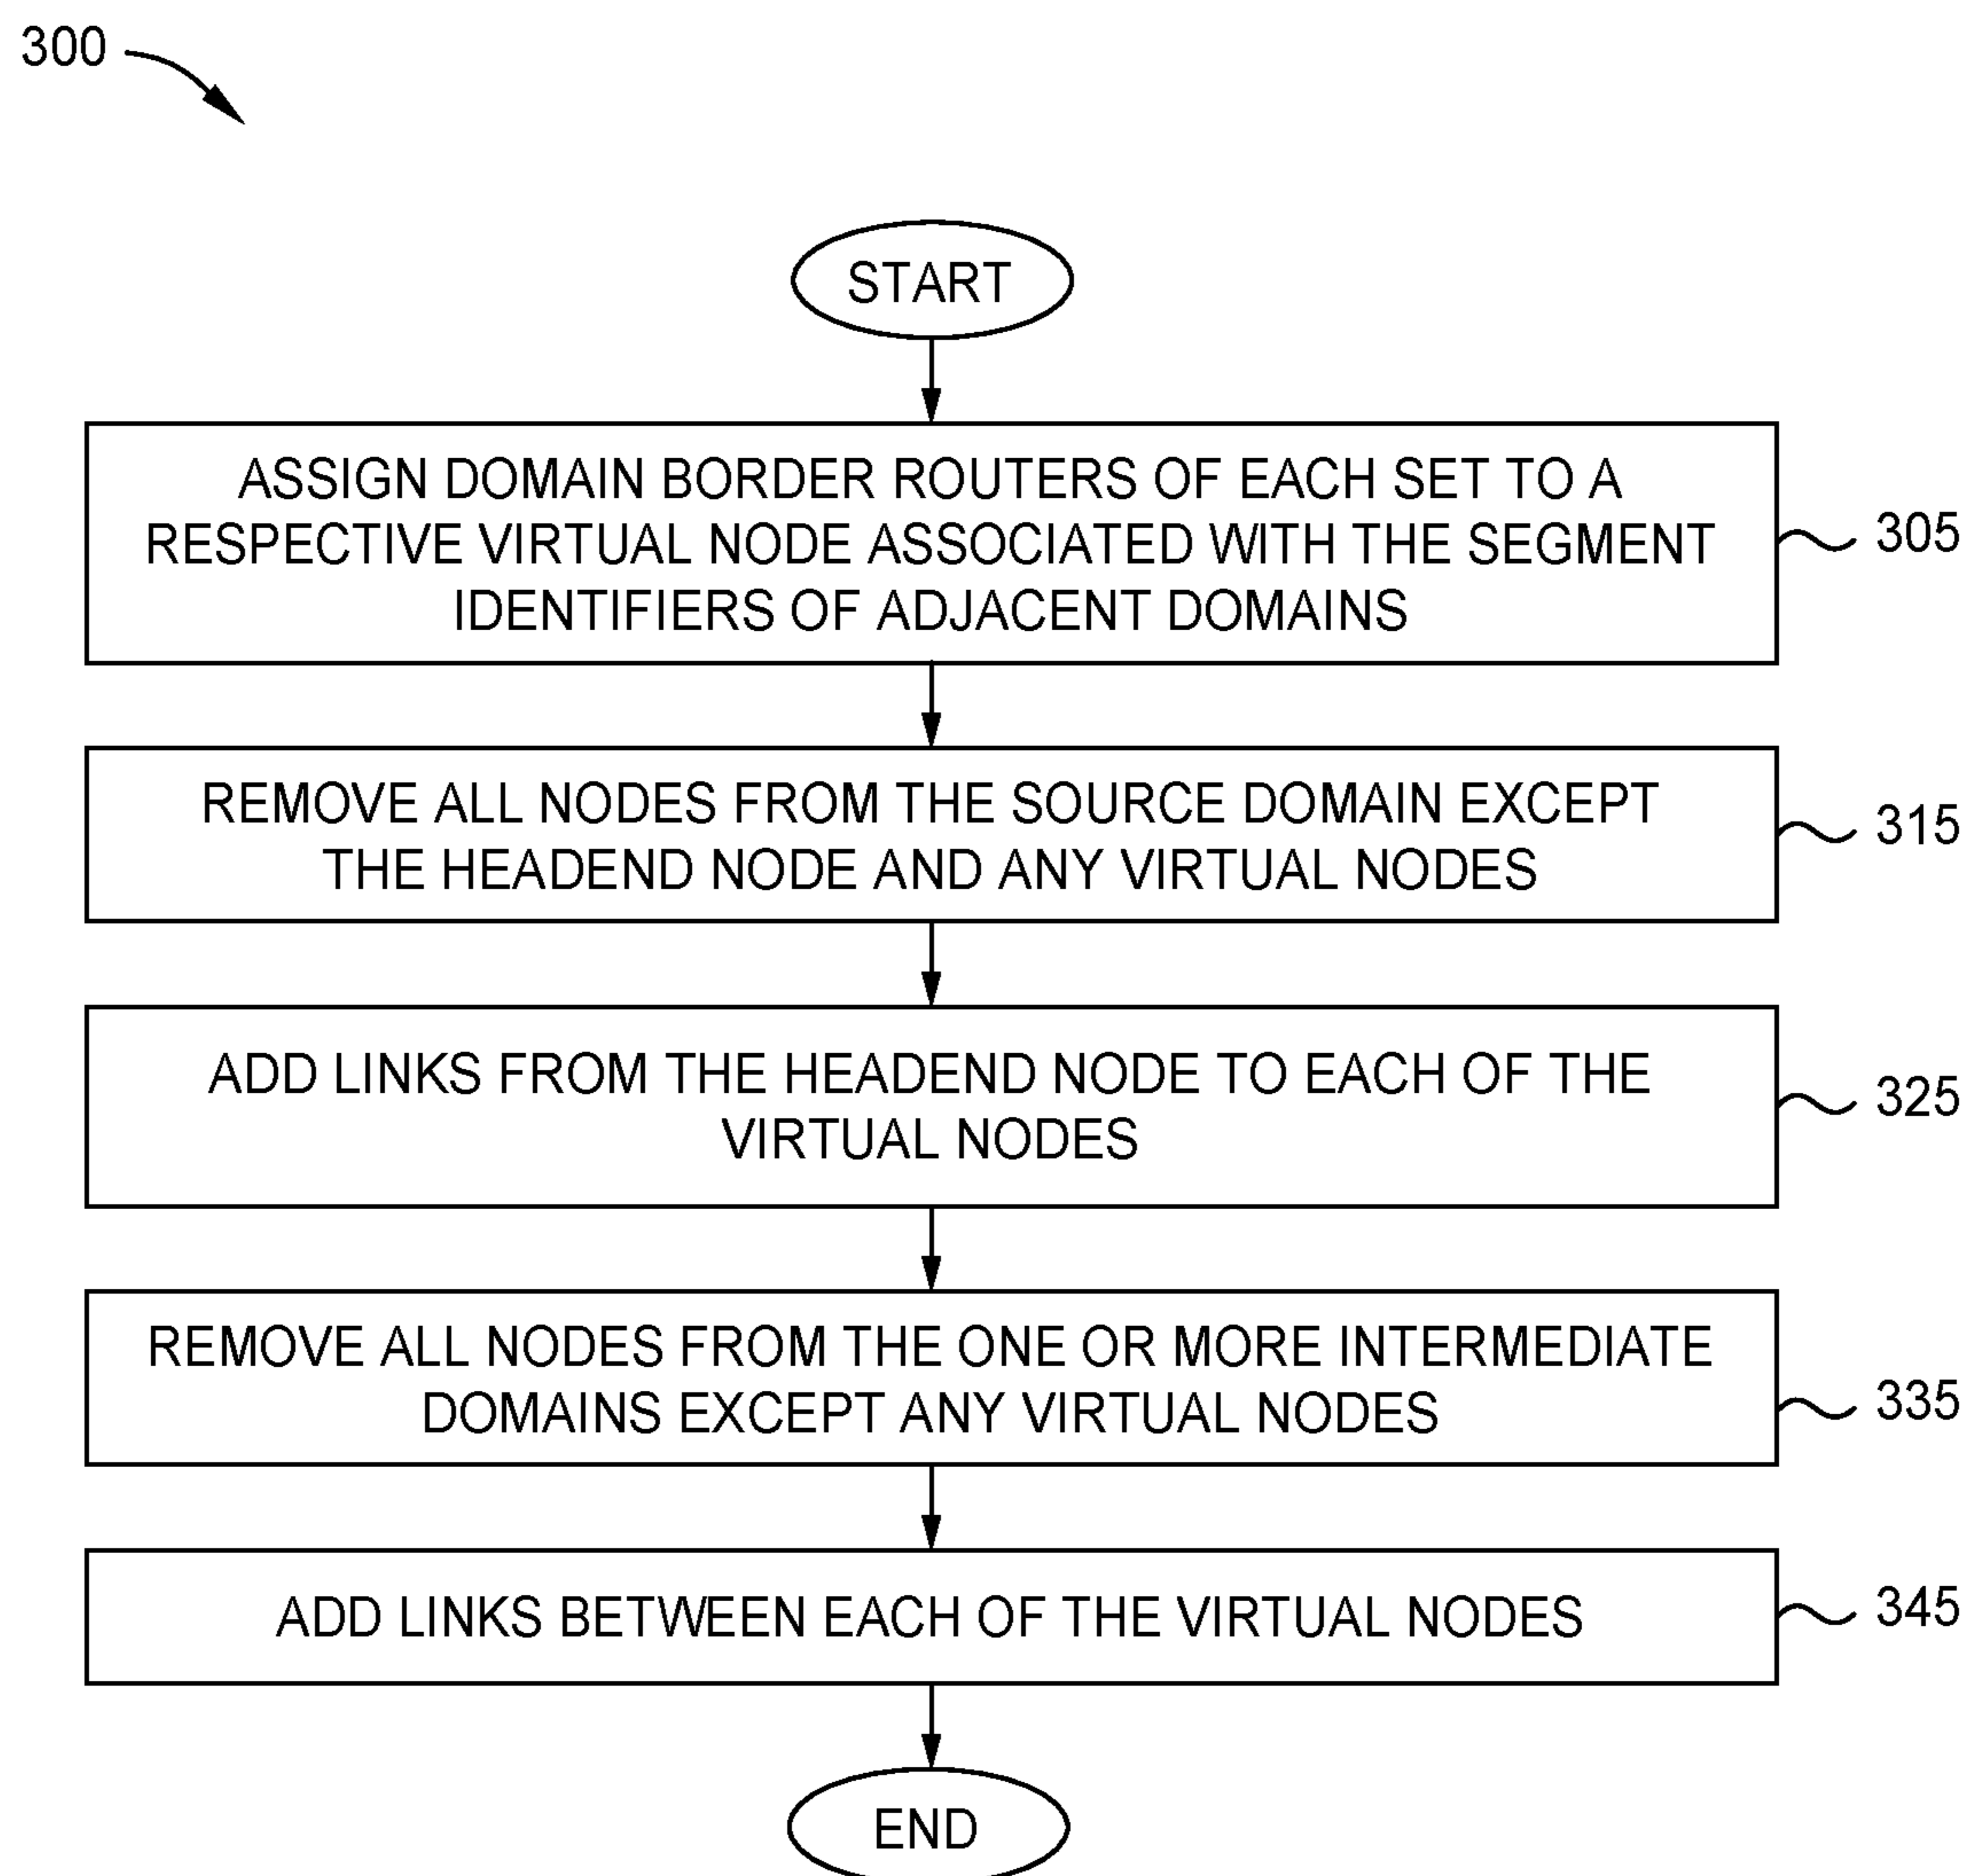 300
START
ASSIGN DOMAIN BORDER ROUTERS OF EACH SET TO A
RESPECTIVE VIRTUAL NODE ASSOCIATED WITH THE SEGMENT
IDENTIFIERS OF ADJACENT DOMAINS
305
REMOVE ALL NODES FROM THE SOURCE DOMAIN EXCEPT
THE HEADEND NODE AND ANY VIRTUAL NODES
315
ADD LINKS FROM THE HEADEND NODE TO EACH OF THE
VIRTUAL NODES
325
REMOVE ALL NODES FROM THE ONE OR MORE INTERMEDIATE
DOMAINS EXCEPT ANY VIRTUAL NODES
335
ADD LINKS BETWEEN EACH OF THE VIRTUAL NODES
345
END